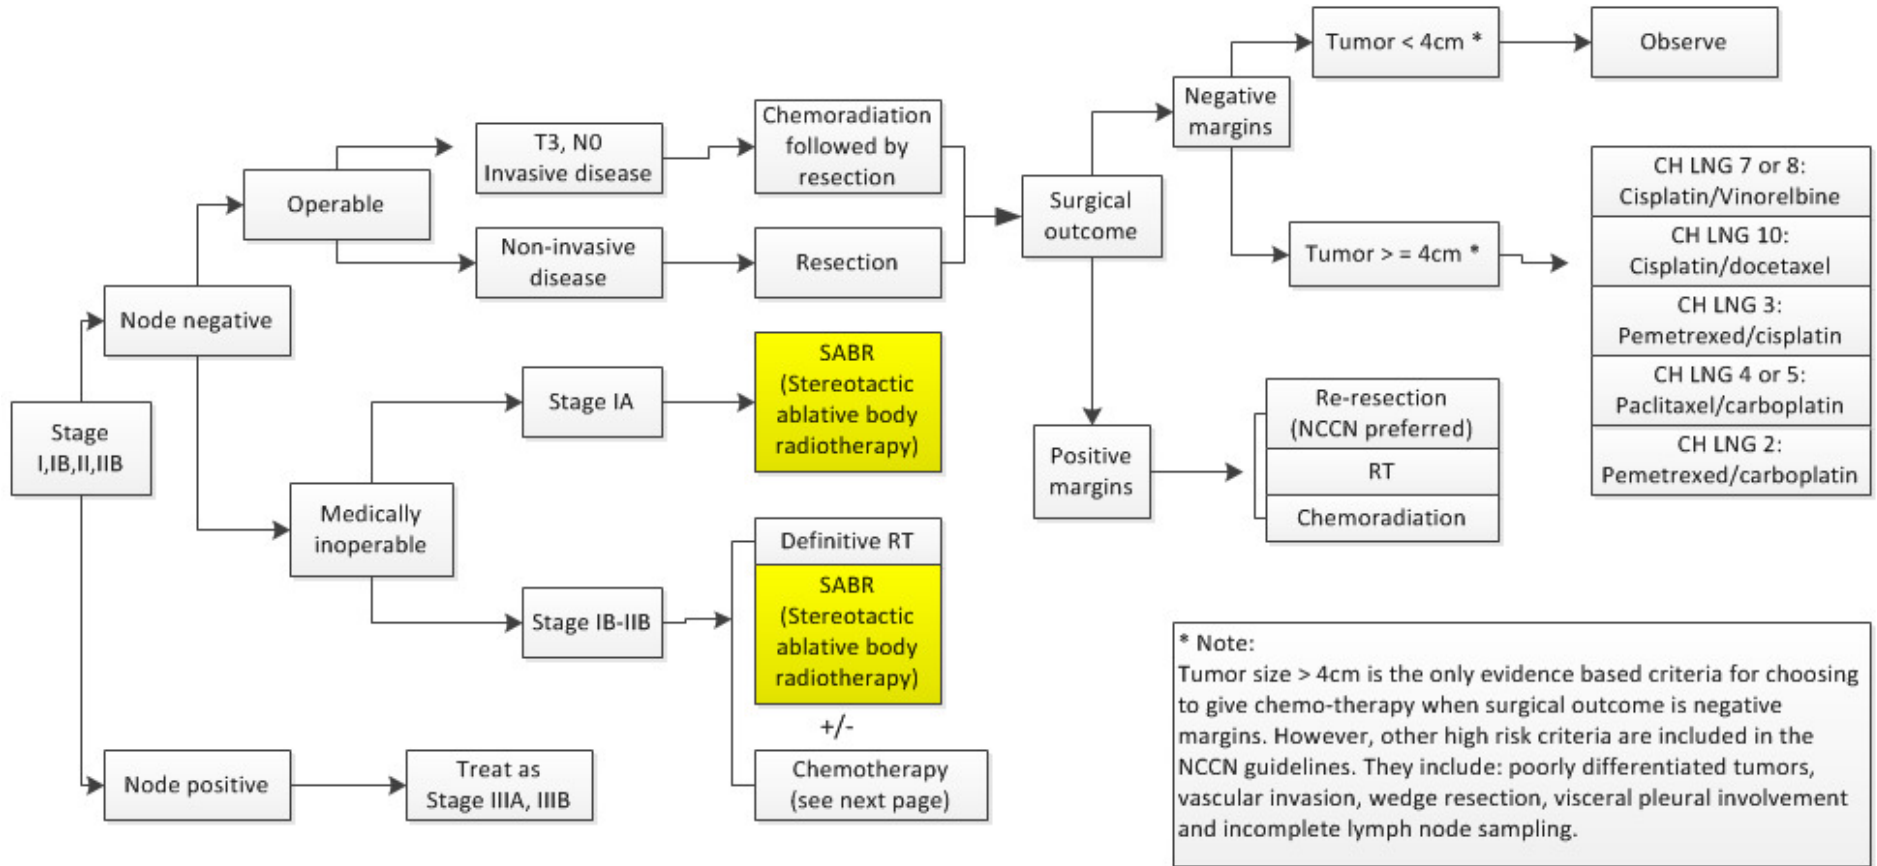 Stage
I,IB,II,IIB
Node negative
Node positive
Treat as
Stage IIIA, IIIB
Operable
Medically
inoperable
T3, N0
Invasive disease
Non-invasive
disease
Stage IA
Stage IB-IIB
Chemoradiation
followed by
resection
Resection
SABR
(Stereotactic
ablative body
radiotherapy)
Definitive RT
SABR
(Stereotactic
ablative body
radiotherapy)
+/-
Chemotherapy
(see next page)
Surgical
outcome
Negative
margins
Positive
margins
Tumor < 4cm *
Observe
Tumor > = 4cm *
CH LNG 7 or 8:
Cisplatin/Vinorelbine
CH LNG 10:
Cisplatin/docetaxel
CH LNG 3:
Pemetrexed/cisplatin
CH LNG 4 or 5:
Paclitaxel/carboplatin
CH LNG 2:
Pemetrexed/carboplatin
Re-resection
(NCCN preferred)
RT
Chemoradiation
* Note:
Tumor size > 4cm is the only evidence based criteria for choosing
to give chemo-therapy when surgical outcome is negative
margins. However, other high risk criteria are included in the
NCCN guidelines. They include: poorly differentiated tumors,
vascular invasion, wedge resection, visceral pleural involvement
and incomplete lymph node sampling.